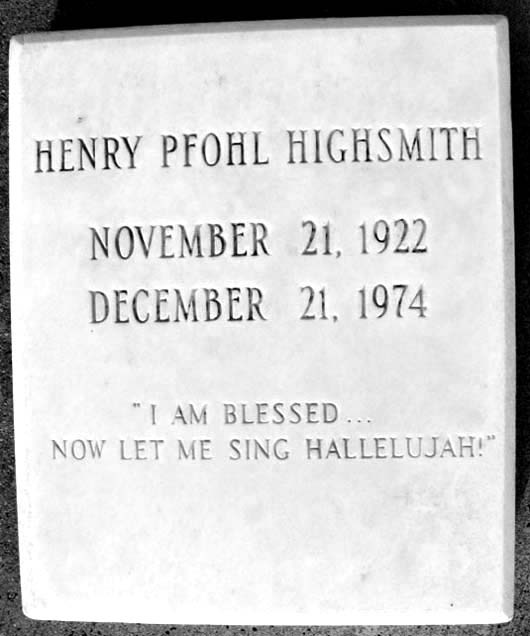 HENRY PFOHL HIGHSMITH
NOVEMBER 21, 1922
DECEMBER 21, 1974
"I AM BLESSED...
NOW LET ME SING HALLELUJAH!"